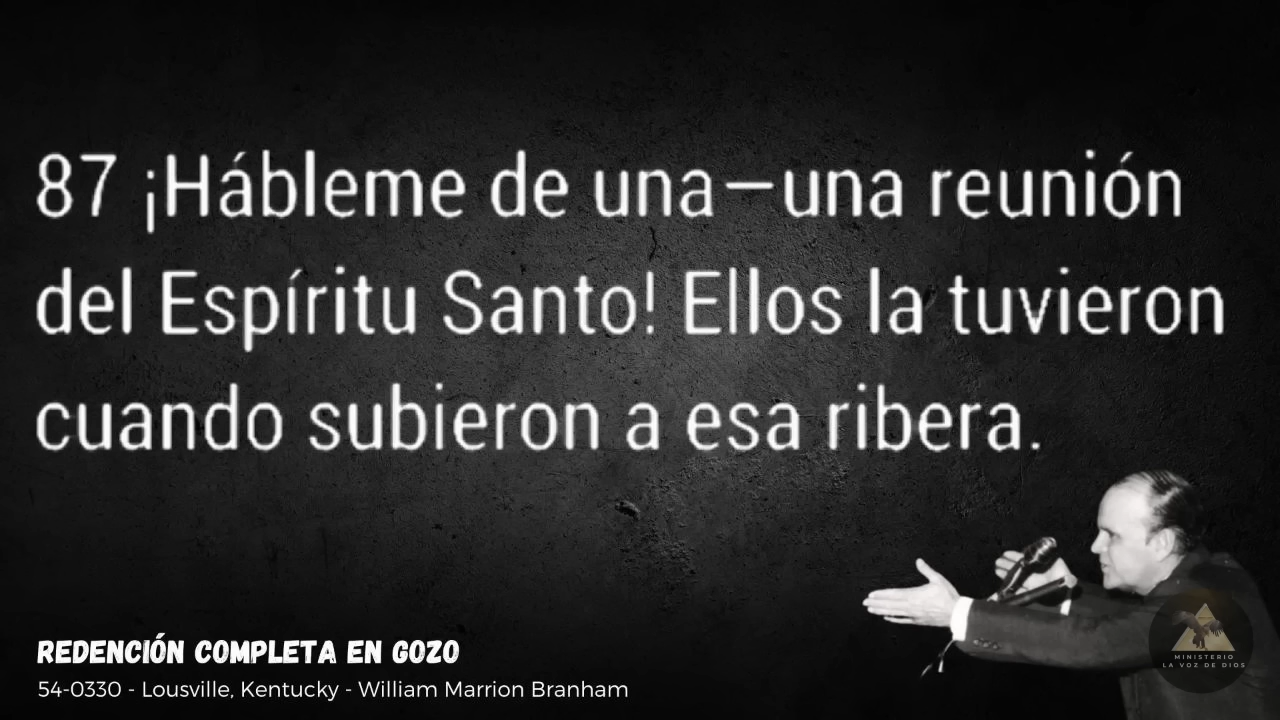 87 ¡Hábleme de una—una reunión
del Espíritu Santo! Ellos la tuvieron
cuando subieron a esa ribera.
REDENCIÓN COMPLETA EN GOZO
54-0330 - Lousville, Kentucky - William Marrion Branham
MINISTERIO
LA VOZ DE DIOS